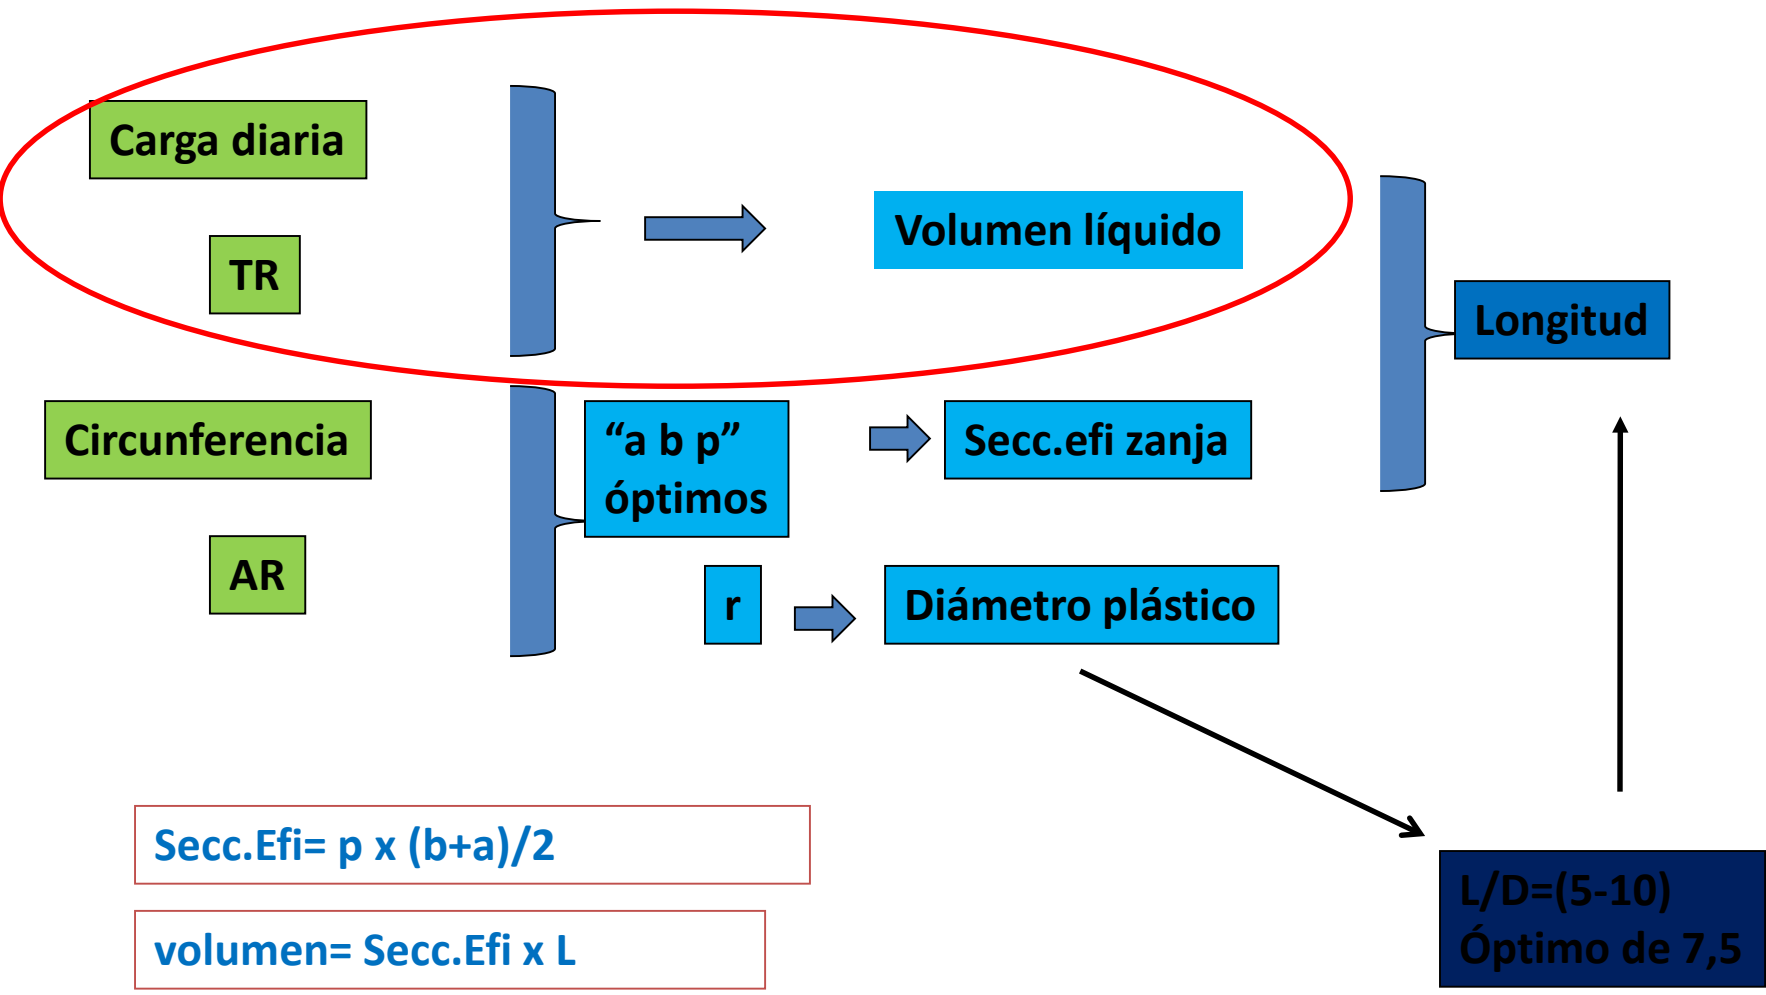 Carga diaria
TR
Volumen líquido
Longitud
Circunferencia
“a b p”
óptimos
Secc.efi zanja
AR
r
Diámetro plástico
Secc.Efi= p x (b+a)/2
volumen= Secc.Efi x L
L/D=(5-10)
Óptimo de 7,5